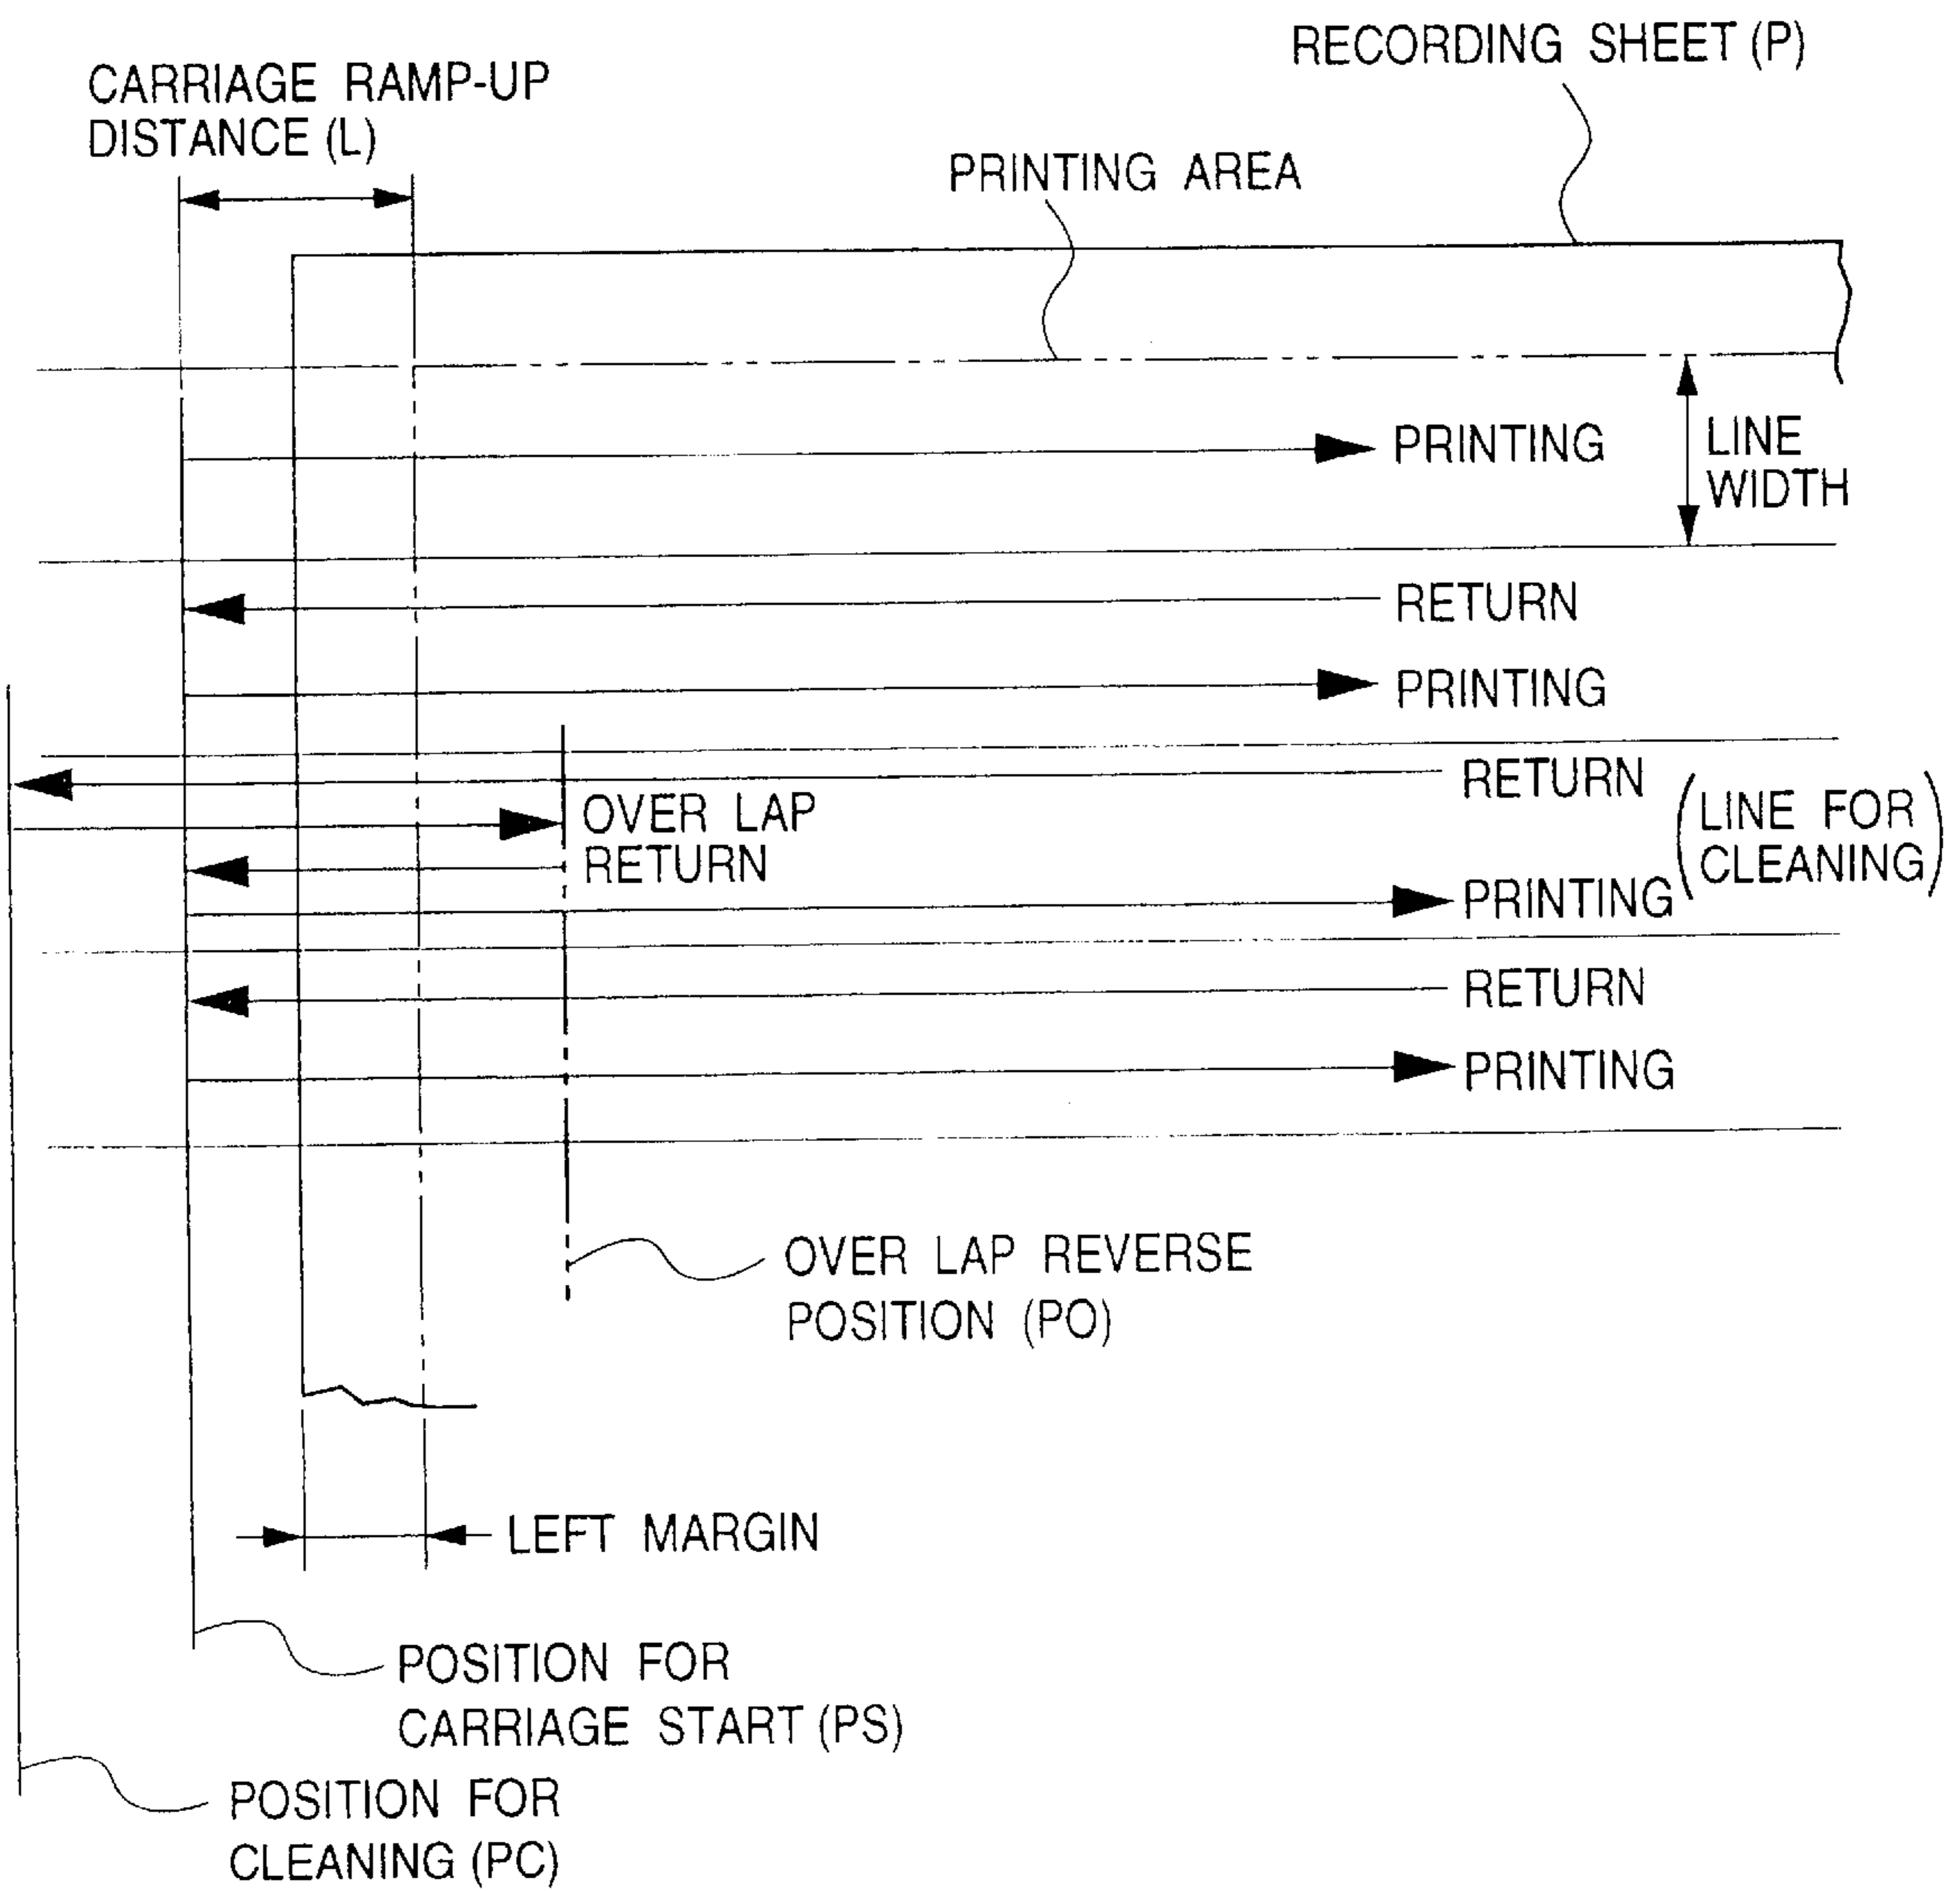 RECORDING SHEET (P)
CARRIAGE RAMP-UP
DISTANCE (L)
PRINTING AREA
PRINTING
LINE
WIDTH
RETURN
PRINTING
RETURN
OVER LAP
RETURN
(LINE FOR
CLEANING)
PRINTING
RETURN
PRINTING
OVER LAP REVERSE
POSITION (PO)
LEFT MARGIN
POSITION FOR
CARRIAGE START (PS)
POSITION FOR
CLEANING (PC)